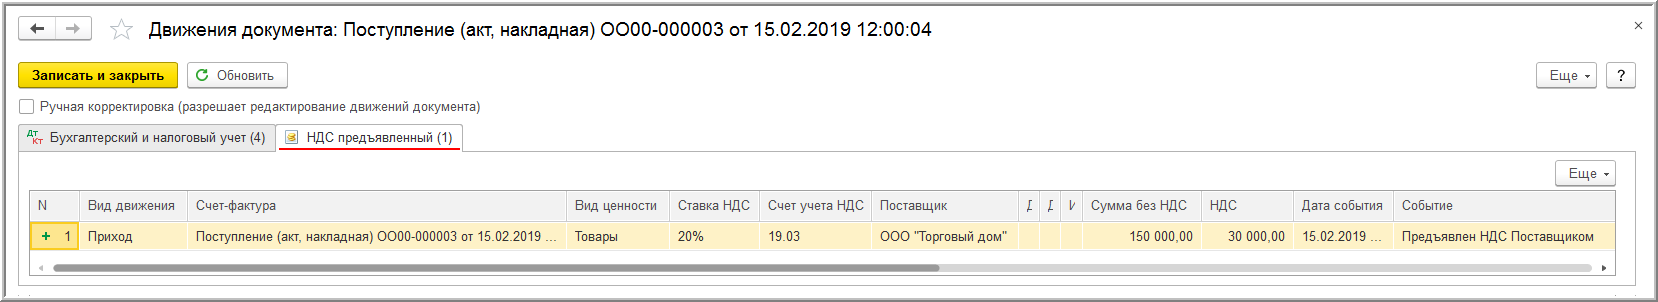 Движения документа: Поступление (акт, накладная) ОО00-000003 от 15.02.2019 12:00:04
Записать и закрыть Обновить Еще ?
Ручная корректировка (разрешает редактирование движений документа)
Дт Кт Бухгалтерский и налоговый учет (4) НДС предъявленный (1)
Еще
N Вид движения Счет-фактура Вид ценности Ставка НДС Счет учета НДС Поставщик Д Д И Сумма без НДС НДС Дата события Событие
1 Приход Поступление (акт, накладная) ОО00-000003 от 15.02.2019 ... Товары 20% 19.03 ООО "Торговый дом" 150 000,00 30 000,00 15.02.2019 ... Предъявлен НДС Поставщиком